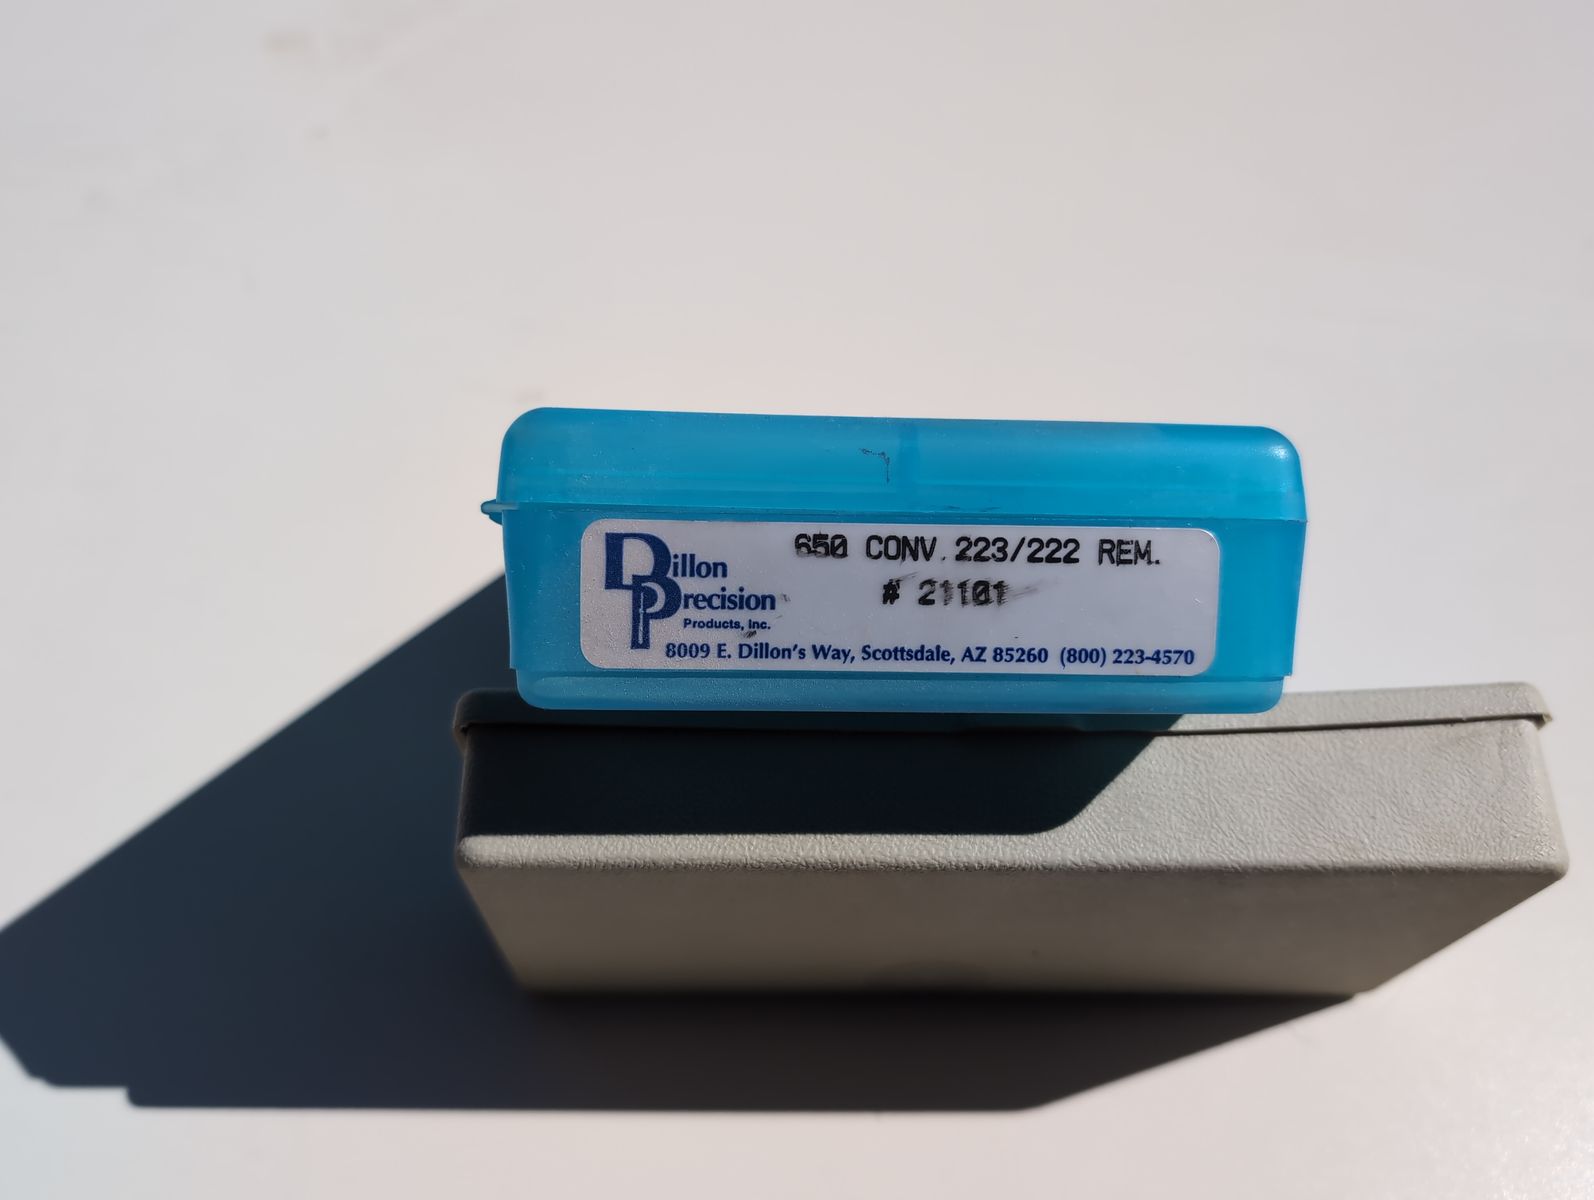 650 CONV. 223/222 REM.
# 21101
Dillon
Precision
Products, Inc.
8009 E. Dillon's Way, Scottsdale, AZ 85260 (800) 223-4570